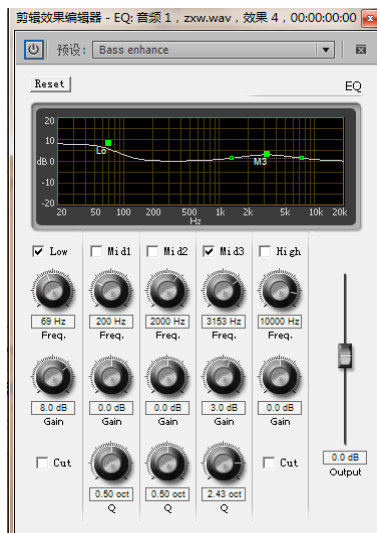 剪辑效果编辑器 - EQ: 音频 1，zxw.wav，效果 4，00:00:00:00
预设: Bass enhance
Reset EQ
20
10
dB 0
-10
-20
Lo
M3
20 50 100 200 500 1k 2k 5k 10k 20k
Hz
Low Mid1 Mid2 Mid3 High
69 Hz 200 Hz 2000 Hz 3153 Hz 10000 Hz
Freq. Freq. Freq. Freq. Freq.
8.0 dB 0.0 dB 0.0 dB 3.0 dB 0.0 dB
Gain Gain Gain Gain Gain
Cut Cut
0.0 dB
Output
0.50 oct 0.50 oct 2.43 oct
Q Q Q